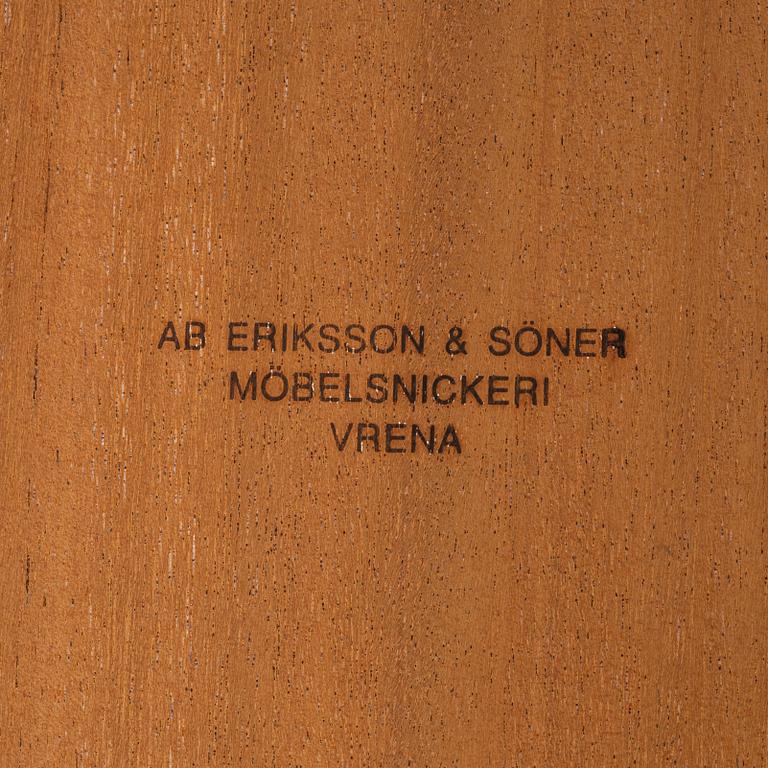 AB ERIKSSON & SÖNER
MÖBELSNICKERI
VRENA